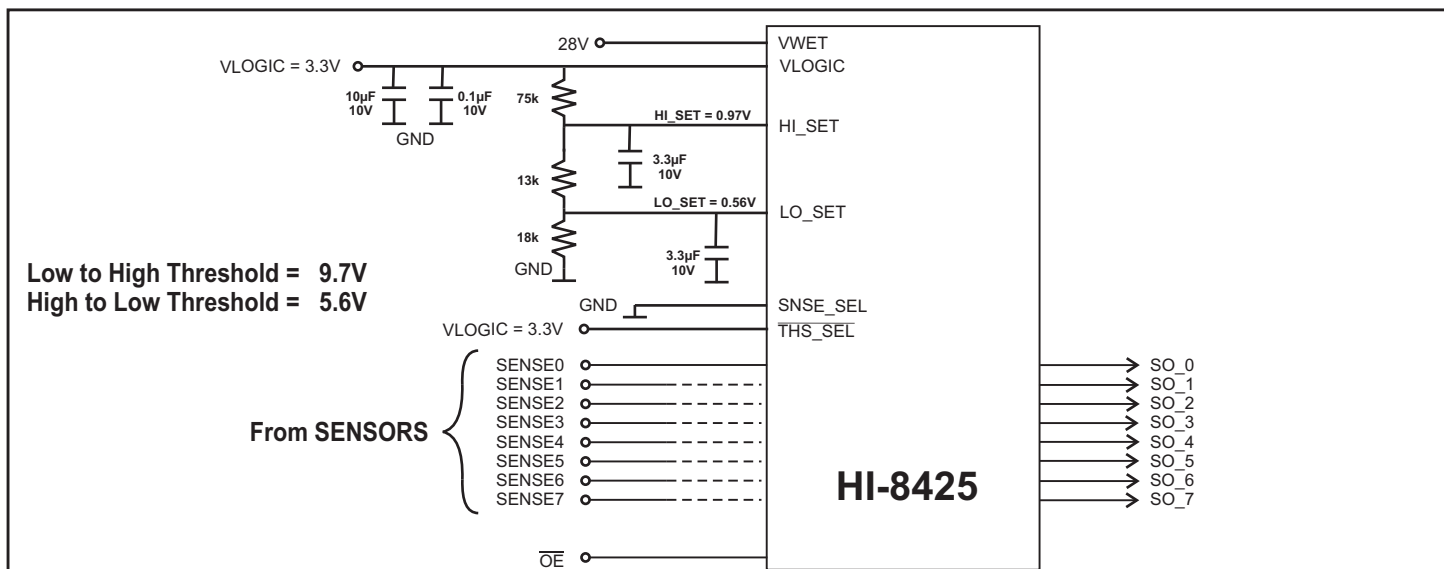 28V
VWET
VLOGIC = 3.3V
VLOGIC
10µF
10V
0.1µF
10V
GND
75k
HI_SET = 0.97V
HI_SET
3.3µF
10V
13k
LO_SET = 0.56V
LO_SET
18k
GND
3.3µF
10V
Low to High Threshold = 9.7V
High to Low Threshold = 5.6V
GND
SNSE_SEL
VLOGIC = 3.3V
THS_SEL
From SENSORS
SENSE0
SENSE1
SENSE2
SENSE3
SENSE4
SENSE5
SENSE6
SENSE7
SO_0
SO_1
SO_2
SO_3
SO_4
SO_5
SO_6
SO_7
HI-8425
OE